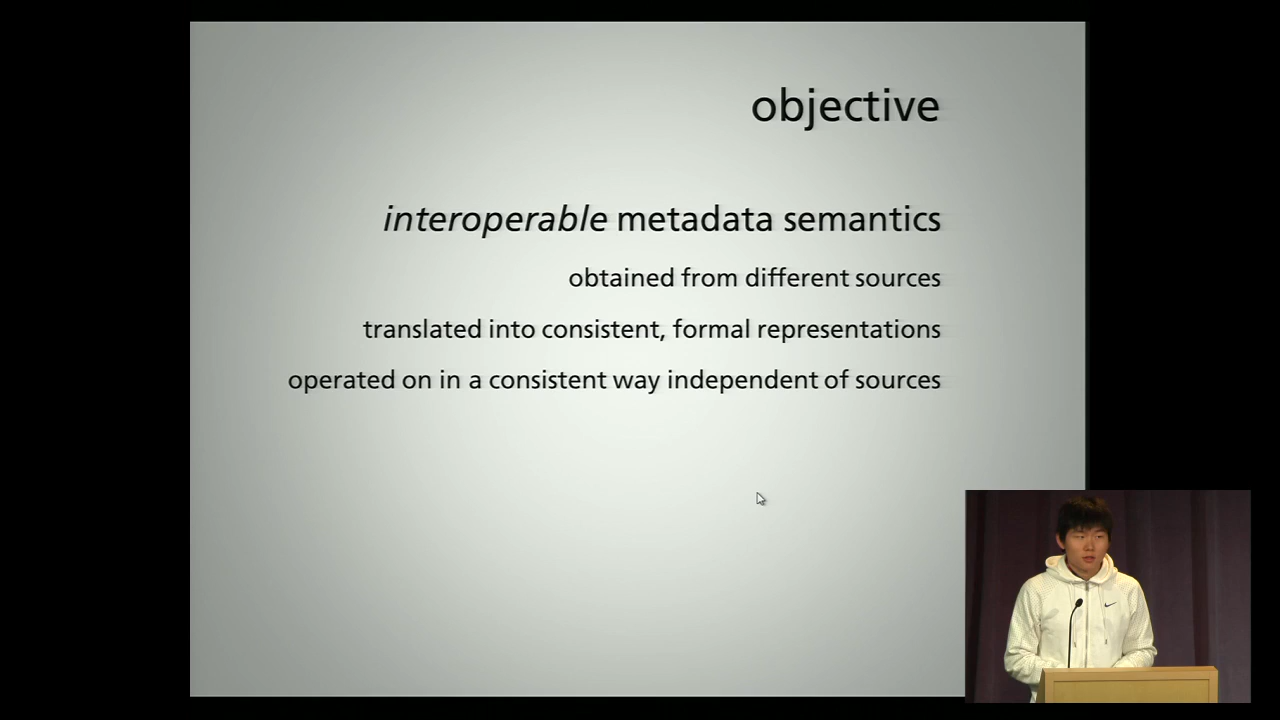 objective
interoperable metadata semantics
obtained from different sources
translated into consistent, formal representations
operated on in a consistent way independent of sources